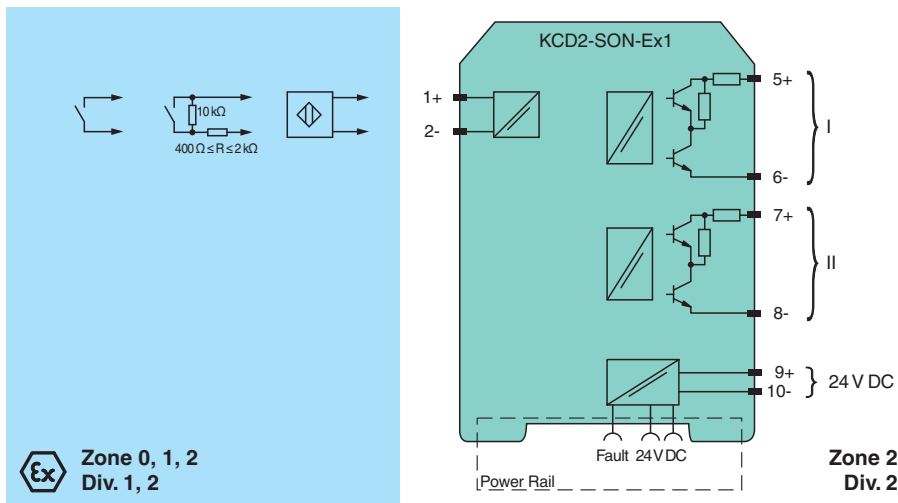 KCD2-SON-Ex1
10 kΩ
400 Ω ≤ R ≤ 2 kΩ
1+
2-
5+
6-
I
7+
8-
II
9+
10-
24 V DC
Fault 24 V DC
Power Rail
Ex
Zone 0, 1, 2
Div. 1, 2
Zone 2
Div. 2